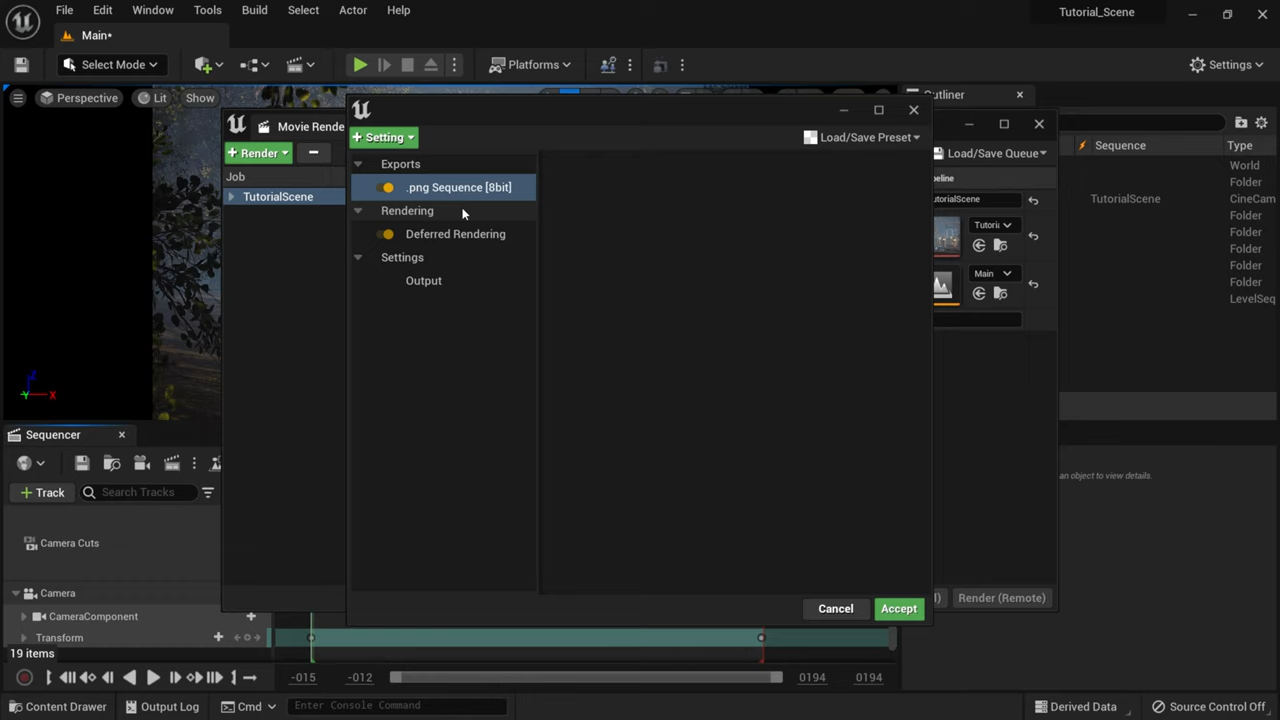 File Edit Window Tools Build Select Actor Help
Tutorial_Scene
Main*
Select Mode
Platforms
Settings
Perspective
Lit
Show
Outliner
Movie Rende
Setting
Load/Save Preset
Render
Load/Save Queue
Sequence
Type
Exports
Job
TutorialScene
.png Sequence [8bit]
Rendering
Deferred Rendering
Settings
Output
peline
utorialScene
Tutori
Main
World
Folder
TutorialScene
CineCam
Folder
Folder
Folder
Folder
LevelSeq
Z
Y
X
Sequencer
an object to view details.
Track
Search Tracks
Camera Cuts
Camera
CameraComponent
Transform
19 items
Cancel
Accept
l)
Render (Remote)
-015
-012
0194
0194
Content Drawer
Output Log
Cmd
Enter Console Command
Derived Data
Source Control Off